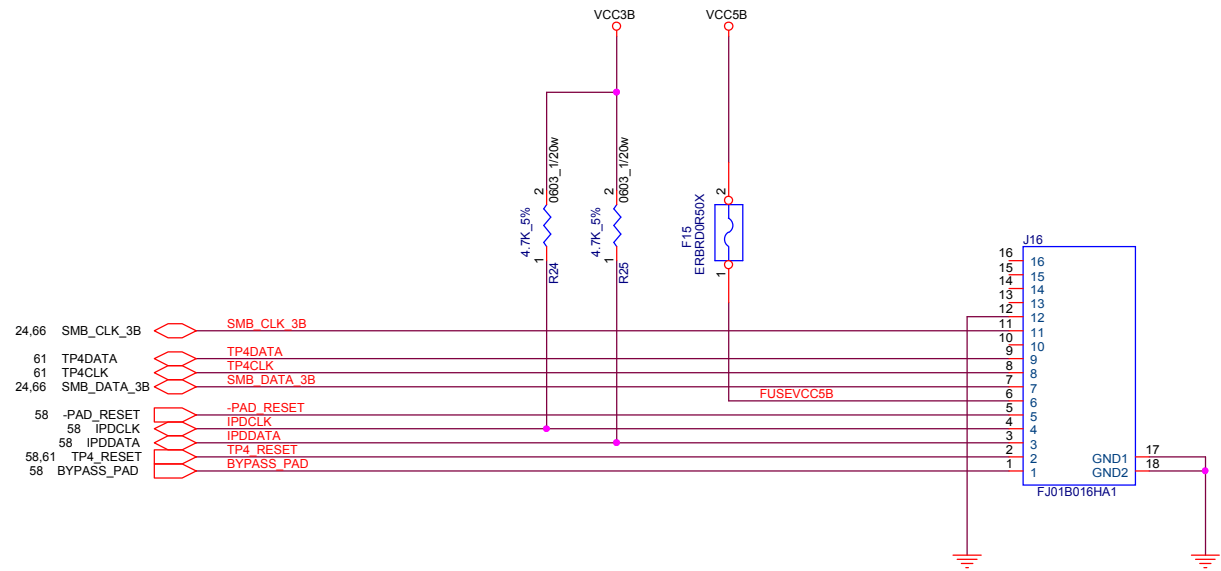 VCC3B
VCC5B
2
0603_1/20w
4.7K_5%
1
R24
2
0603_1/20w
4.7K_5%
1
R25
2
F15
ERBRD0R50X
1
J16
16 16
15 15
14 14
13 13
12 12
24,66 SMB_CLK_3B SMB_CLK_3B 11 11
10 10
61 TP4DATA TP4DATA 9 9
61 TP4CLK TP4CLK 8 8
24,66 SMB_DATA_3B SMB_DATA_3B 7 7
FUSEVCC5B 6 6
58 -PAD_RESET -PAD_RESET 5 5
58 IPDCLK IPDCLK 4 4
58 IPDDATA IPDDATA 3 3
58,61 TP4_RESET TP4_RESET 2 2
58 BYPASS_PAD BYPASS_PAD 1 1
GND1 17
GND2 18
FJ01B016HA1